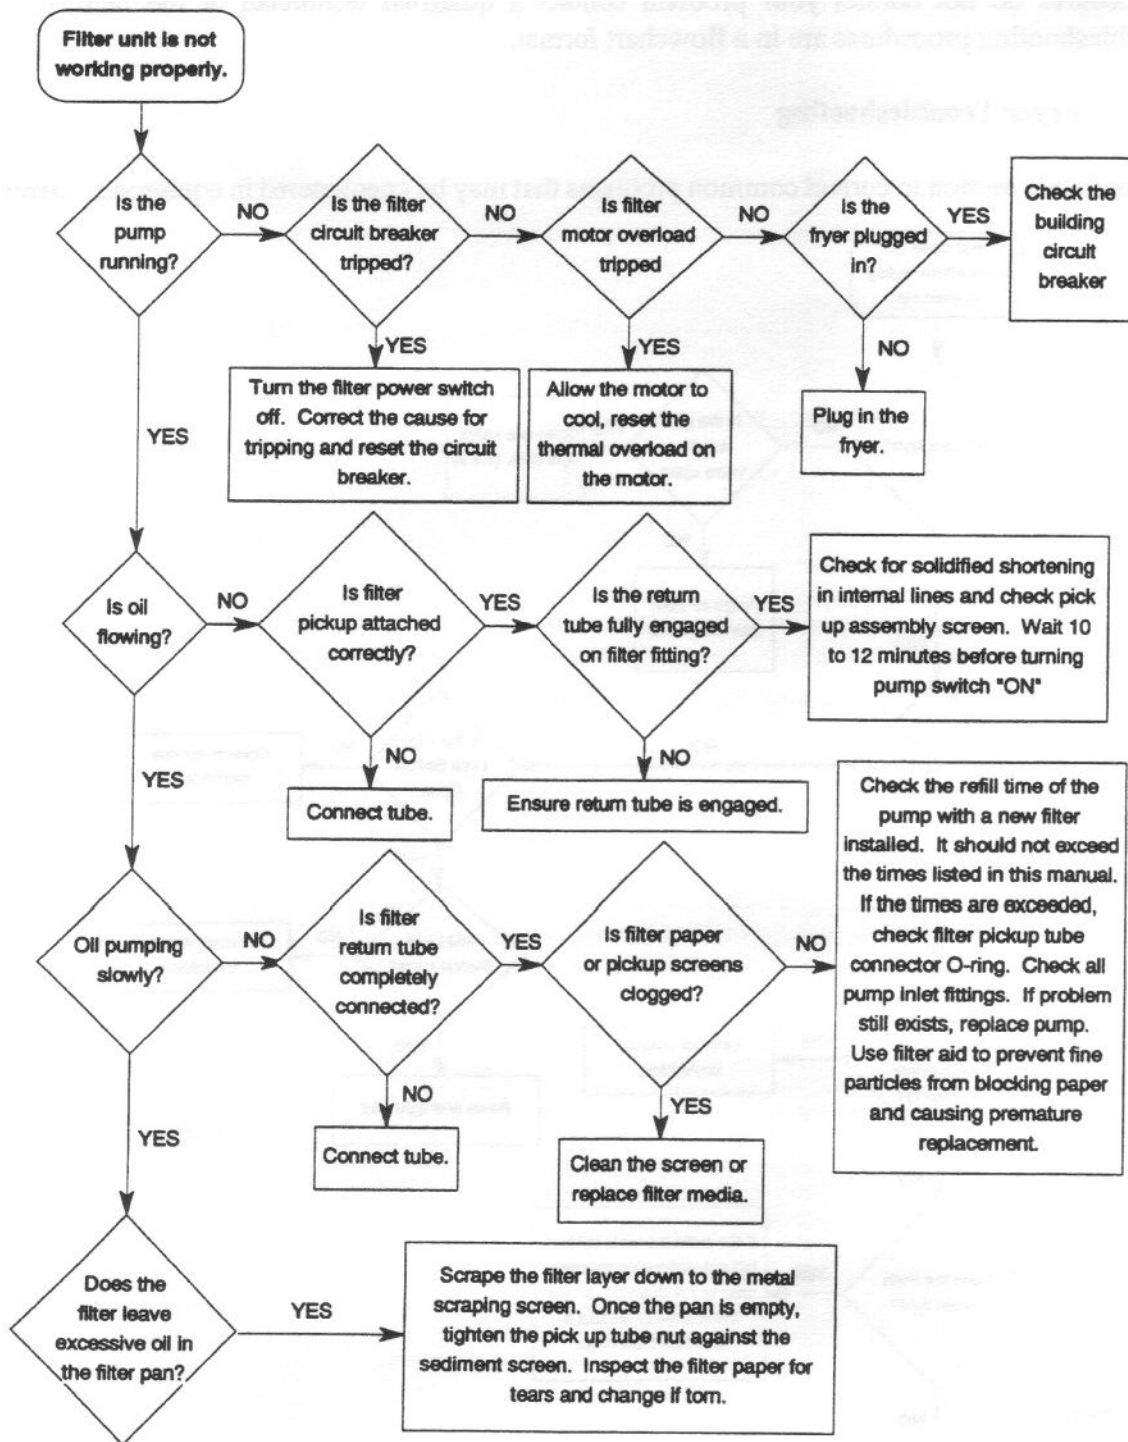 Filter unit is not
working properly.
Is the
pump
running?
NO
Is the filter
circuit breaker
tripped?
NO
Is filter
motor overload
tripped
NO
Is the
fryer plugged
in?
YES
Check the
building
circuit
breaker
YES
YES
YES
NO
Turn the filter power switch
off. Correct the cause for
tripping and reset the circuit
breaker.
Allow the motor to
cool, reset the
thermal overload on
the motor.
Plug in the
fryer.
Is oil
flowing?
NO
Is filter
pickup attached
correctly?
YES
Is the return
tube fully engaged
on filter fitting?
YES
Check for solidified shortening
in internal lines and check pick
up assembly screen. Wait 10
to 12 minutes before turning
pump switch "ON"
YES
NO
NO
Connect tube.
Ensure return tube is engaged.
Oil pumping
slowly?
NO
Is filter
return tube
completely
connected?
YES
Is filter paper
or pickup screens
clogged?
NO
Check the refill time of the
pump with a new filter
installed. It should not exceed
the times listed in this manual.
If the times are exceeded,
check filter pickup tube
connector O-ring. Check all
pump inlet fittings. If problem
still exists, replace pump.
Use filter aid to prevent fine
particles from blocking paper
and causing premature
replacement.
YES
NO
YES
Connect tube.
Clean the screen or
replace filter media.
Does the
filter leave
excessive oil in
the filter pan?
YES
Scrape the filter layer down to the metal
scraping screen. Once the pan is empty,
tighten the pick up tube nut against the
sediment screen. Inspect the filter paper for
tears and change if torn.